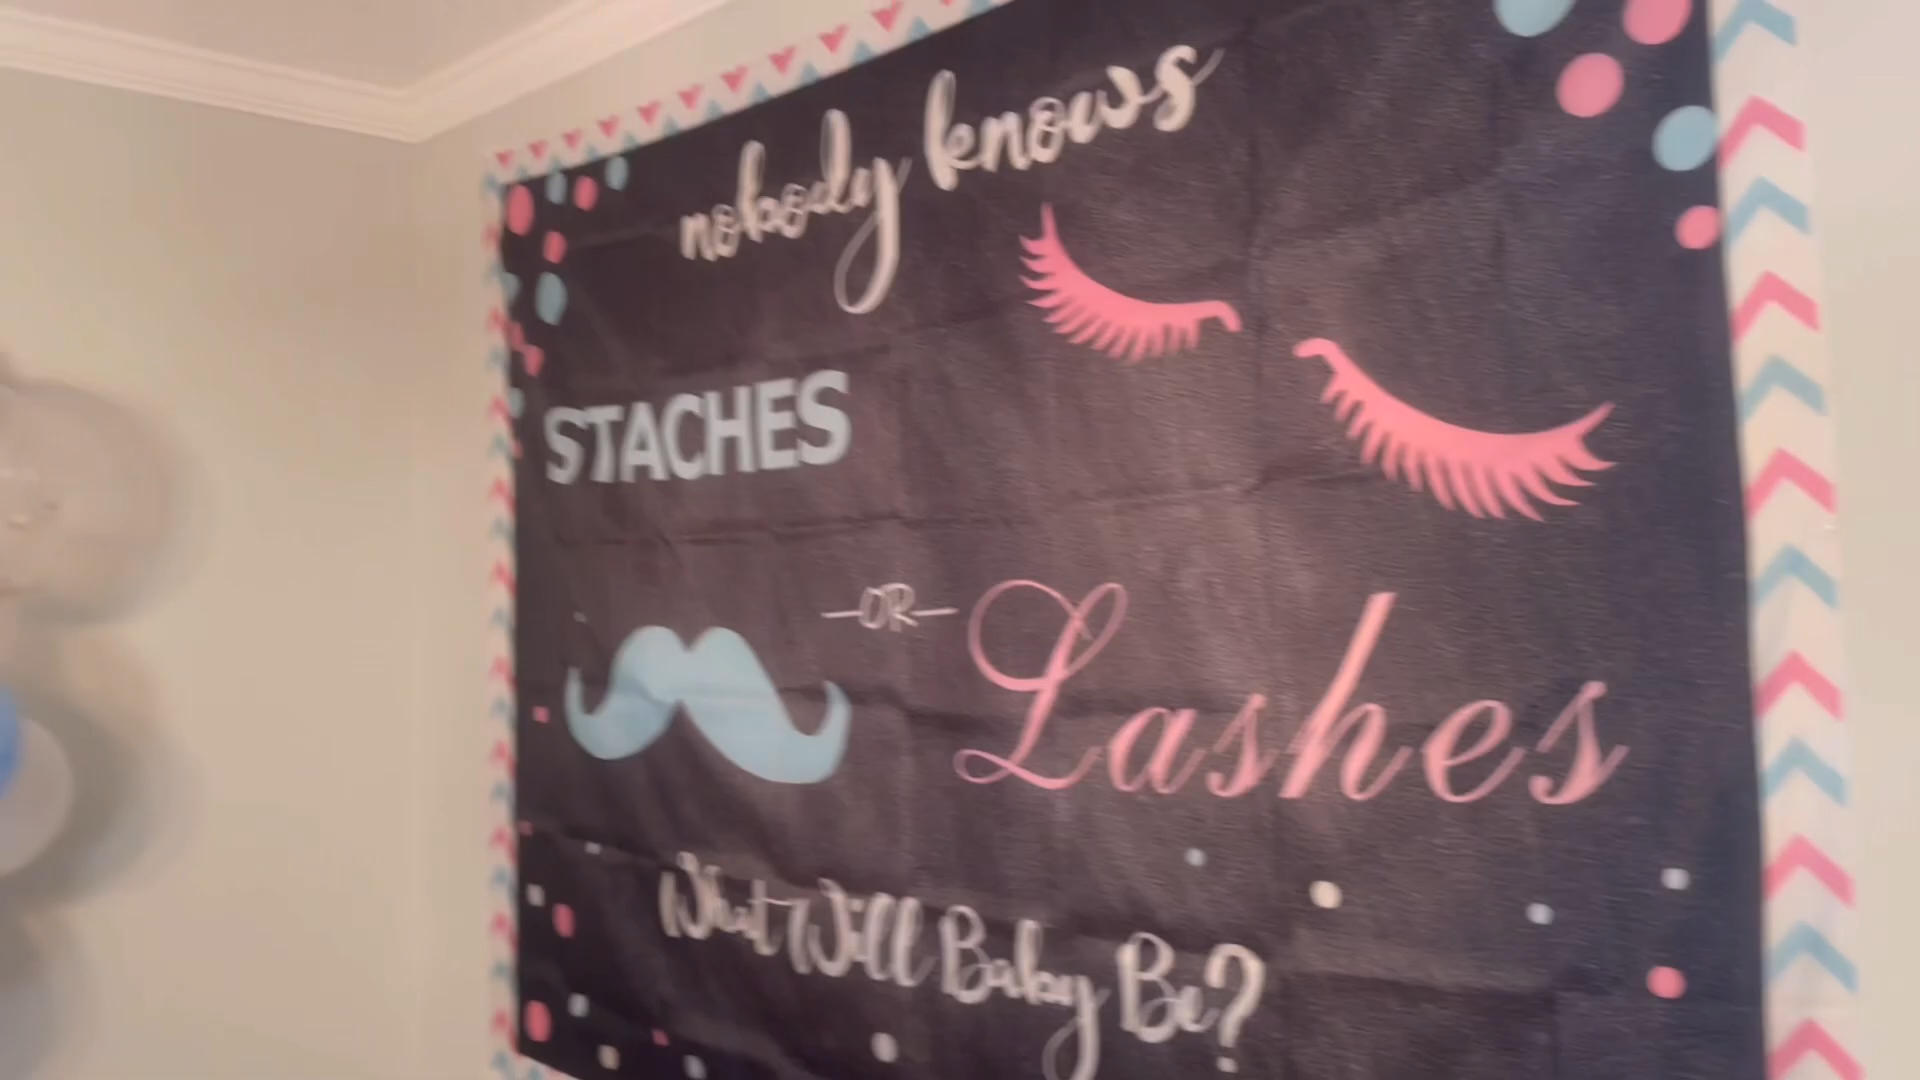 nobody knows
STACHES
-OR-
Lashes
What Will Baby Be?